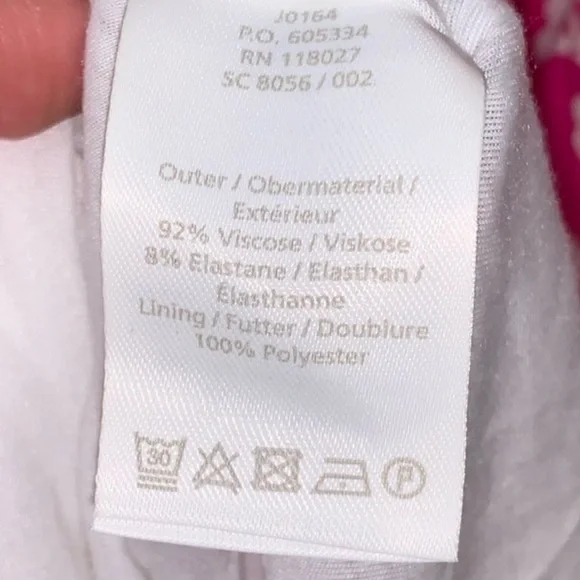 J0164
P.O. 605334
RN 118027
SC 8056 / 002
Outer / Obermaterial /
Extérieur
92% Viscose / Viskose
8% Elastane / Elasthan /
Élasthanne
Lining / Futter / Doublure
100% Polyester
30
P